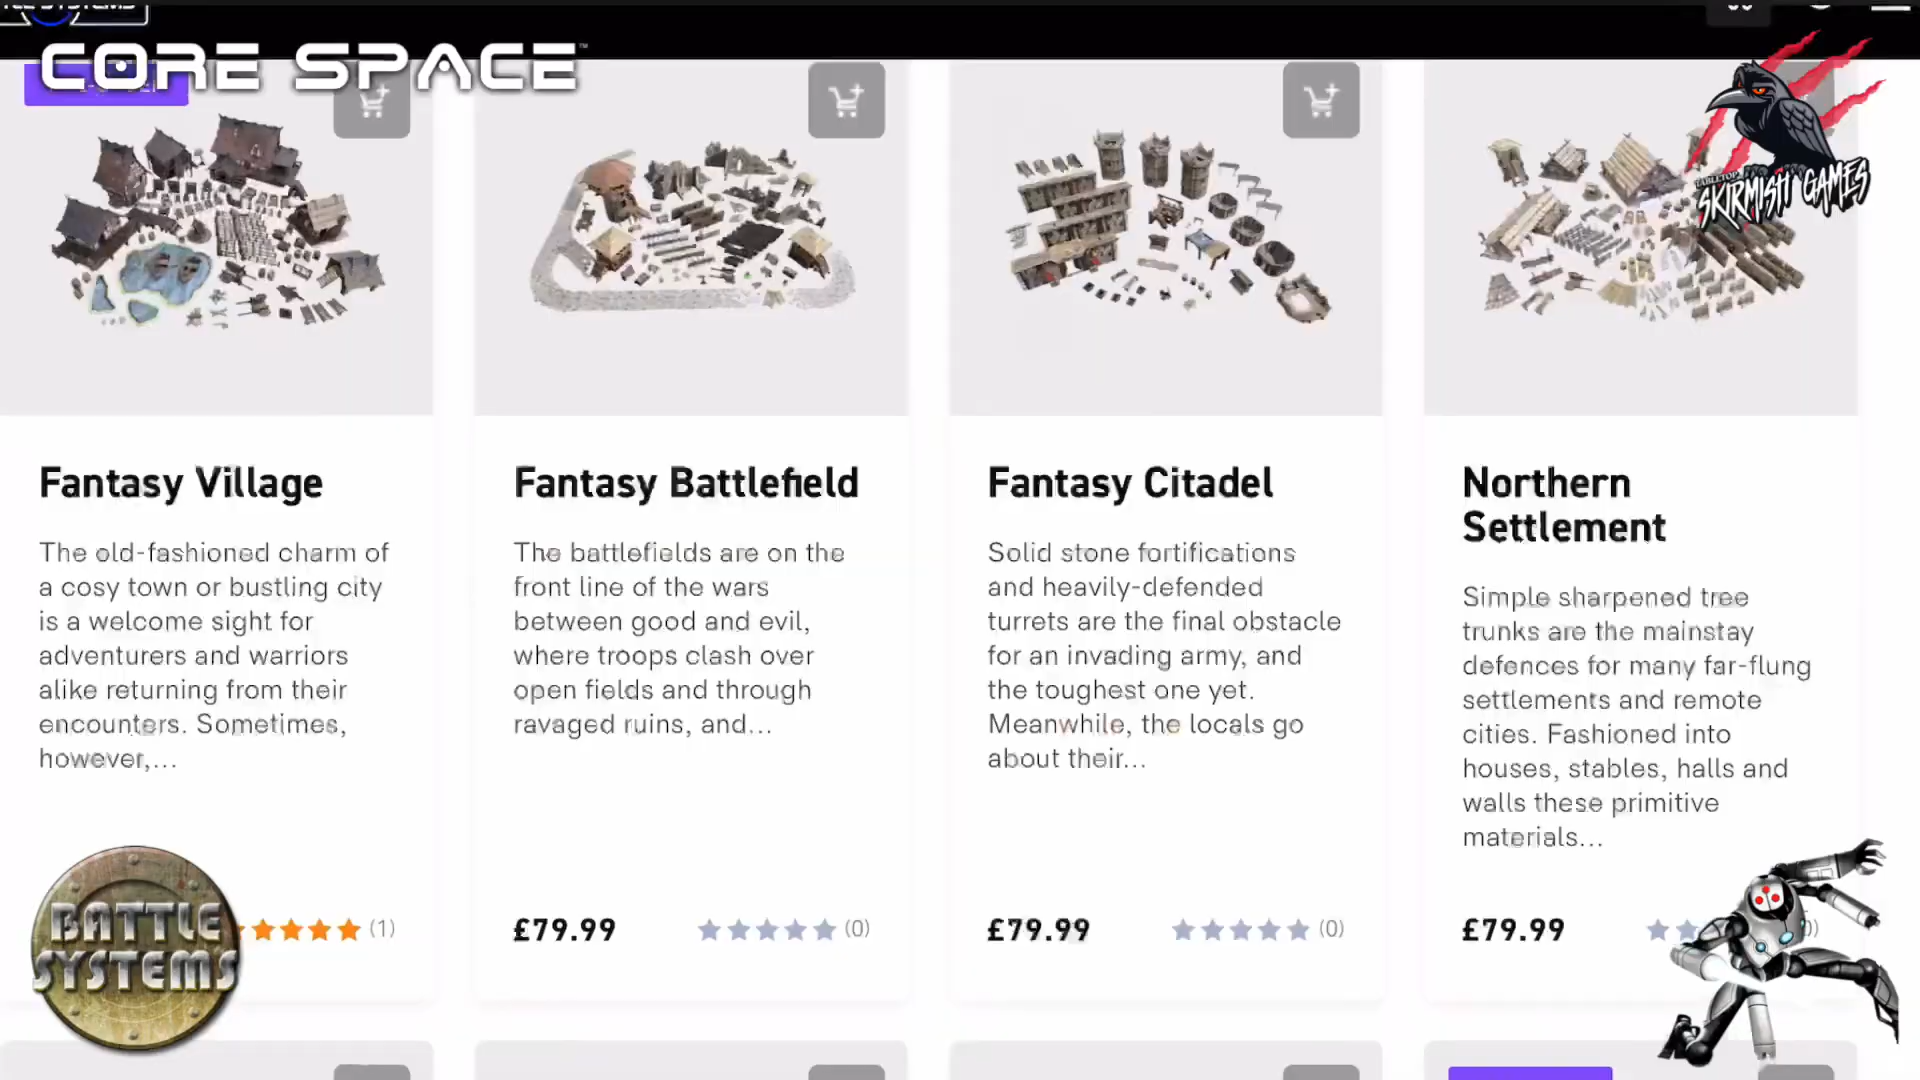 CORE SPACE™
TABLETOP
SKIRMISH GAMES
Fantasy Village
The old-fashioned charm of
a cosy town or bustling city
is a welcome sight for
adventurers and warriors
alike returning from their
encounters. Sometimes,
however,...
(1)
Fantasy Battlefield
The battlefields are on the
front line of the wars
between good and evil,
where troops clash over
open fields and through
ravaged ruins, and...
£79.99
(0)
Fantasy Citadel
Solid stone fortifications
and heavily-defended
turrets are the final obstacle
for an invading army, and
the toughest one yet.
Meanwhile, the locals go
about their...
£79.99
(0)
Northern
Settlement
Simple sharpened tree
trunks are the mainstay
defences for many far-flung
settlements and remote
cities. Fashioned into
houses, stables, halls and
walls these primitive
materials...
£79.99
BATTLE
SYSTEMS